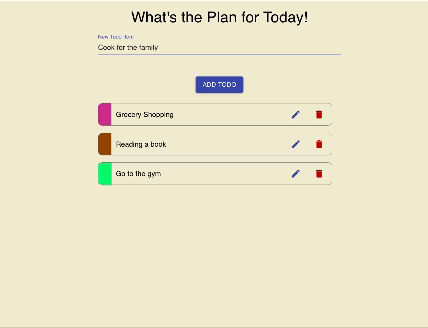 What's the Plan for Today!
New Todo Item
Cook for the family
ADD TODO
Grocery Shopping
Reading a book
Go to the gym